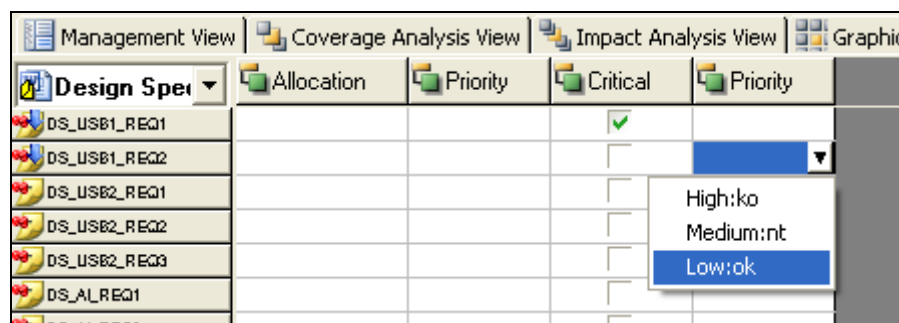 Management View Coverage Analysis View Impact Analysis View Graphic
Design Spe Allocation Priority Critical Priority
DS_USB1_REQ1
DS_USB1_REQ2
DS_USB2_REQ1
High:ko
DS_USB2_REQ2
Medium:nt
DS_USB2_REQ3
Low:ok
DS_AI_REQ1